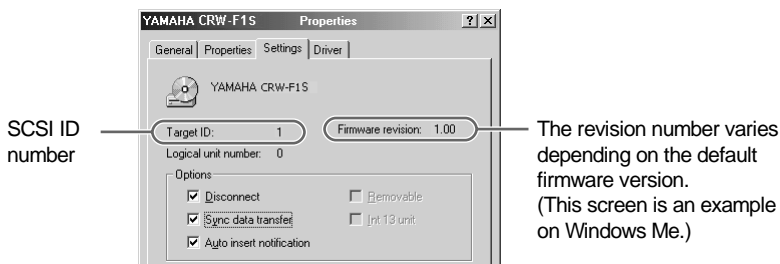 YAMAHA CRW-F1S Properties
General Properties Settings Driver
YAMAHA CRW-F1S
SCSI ID
number
Target ID: 1 Firmware revision: 1.00
Logical unit number: 0
Options
Disconnect Removable
Sync data transfer Int 13 unit
Auto insert notification
The revision number varies
depending on the default
firmware version.
(This screen is an example
on Windows Me.)